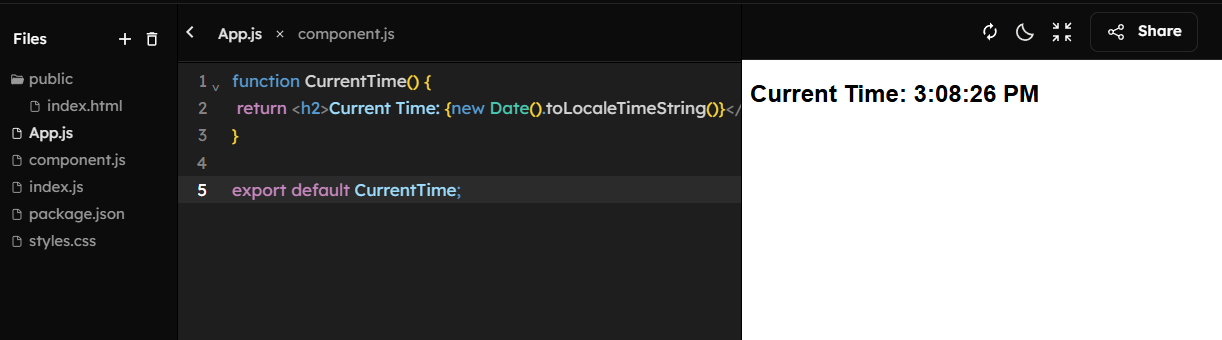 Files
public
index.html
App.js
component.js
index.js
package.json
styles.css
App.js × component.js
1 function CurrentTime() {
2 return <h2>Current Time: {new Date().toLocaleTimeString()}</
3 }
4
5 export default CurrentTime;
Share
Current Time: 3:08:26 PM